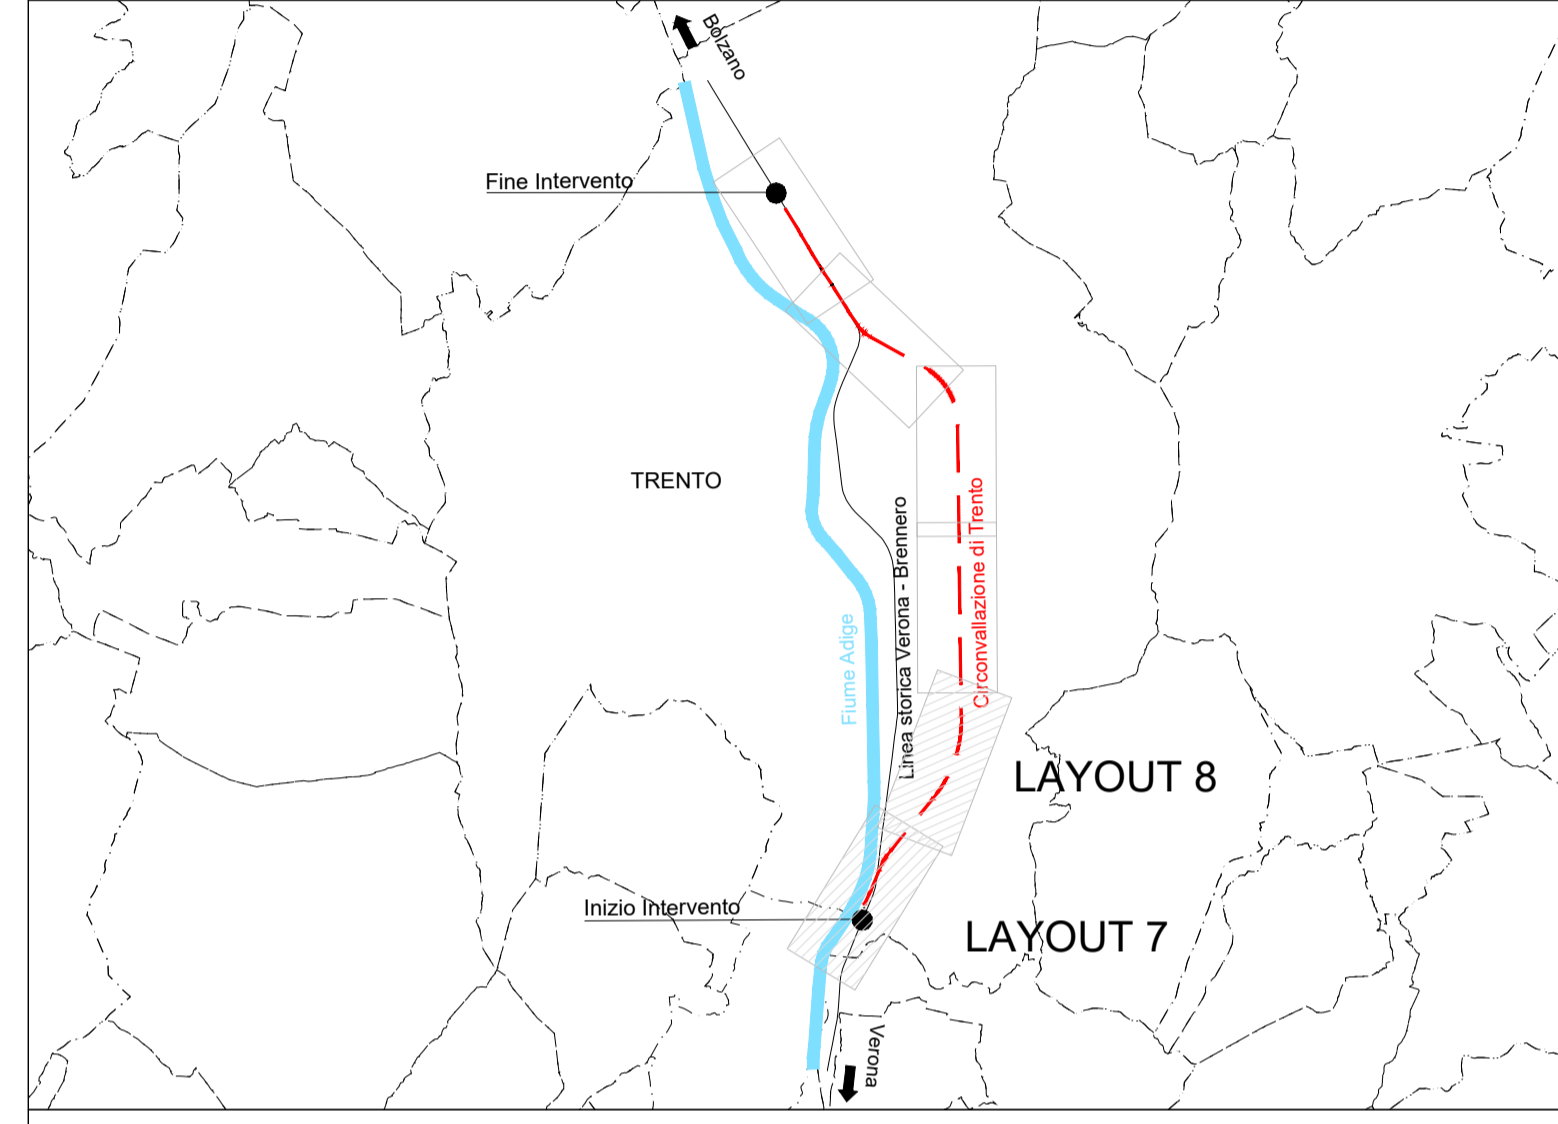 Bolzano
Fine Intervento
TRENTO
Circonvallazione di Trento
Linea storica Verona - Brennero
Fiume Adige
LAYOUT 8
Inizio Intervento
LAYOUT 7
Verona